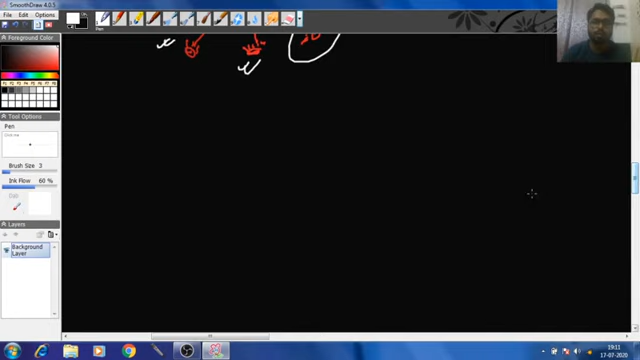 SmoothDraw 4.0.5
File Edit Options
Foreground Color
Pen
Tool Options
Pen
Brush Size 3
Ink Flow 60 %
Layers
Background
Layer
19:11
17-07-2020